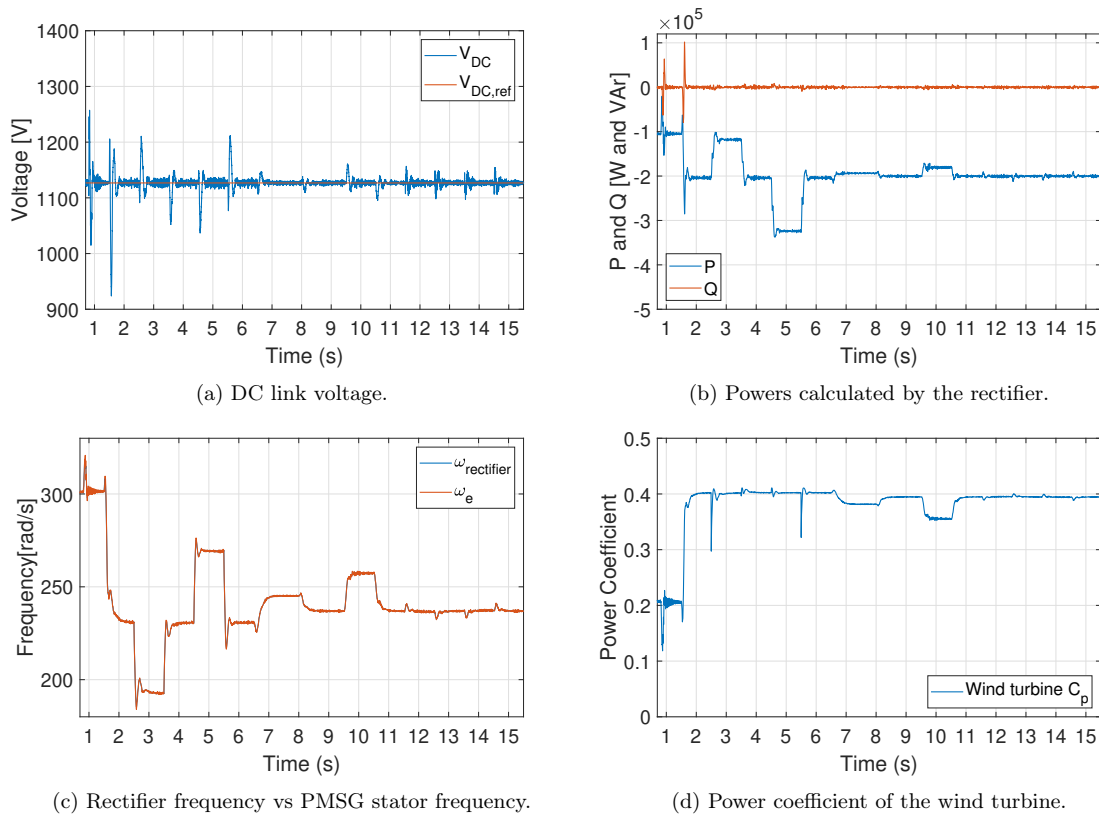 1400
1300
1200
1100
1000
900
Voltage [V]
V_DC
V_DC,ref
1 2 3 4 5 6 7 8 9 10 11 12 13 14 15
Time (s)
(a) DC link voltage.
×10^5
1
0
-1
-2
-3
-4
-5
P and Q [W and VAr]
P
Q
1 2 3 4 5 6 7 8 9 10 11 12 13 14 15
Time (s)
(b) Powers calculated by the rectifier.
300
250
200
Frequency[rad/s]
ω_rectifier
ω_e
1 2 3 4 5 6 7 8 9 10 11 12 13 14 15
Time (s)
(c) Rectifier frequency vs PMSG stator frequency.
0.5
0.4
0.3
0.2
0.1
0
Power Coefficient
Wind turbine C_p
1 2 3 4 5 6 7 8 9 10 11 12 13 14 15
Time (s)
(d) Power coefficient of the wind turbine.